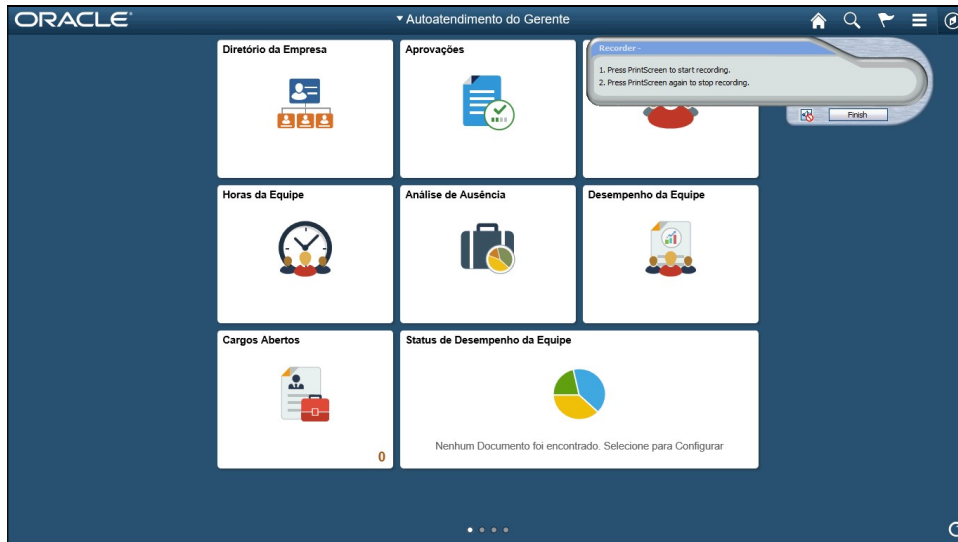 ORACLE
Autoatendimento do Gerente
Diretório da Empresa
Aprovações
Recorder -
1. Press PrintScreen to start recording.
2. Press PrintScreen again to stop recording.
Finish
Horas da Equipe
Análise de Ausência
Desempenho da Equipe
Cargos Abertos
0
Status de Desempenho da Equipe
Nenhum Documento foi encontrado. Selecione para Configurar